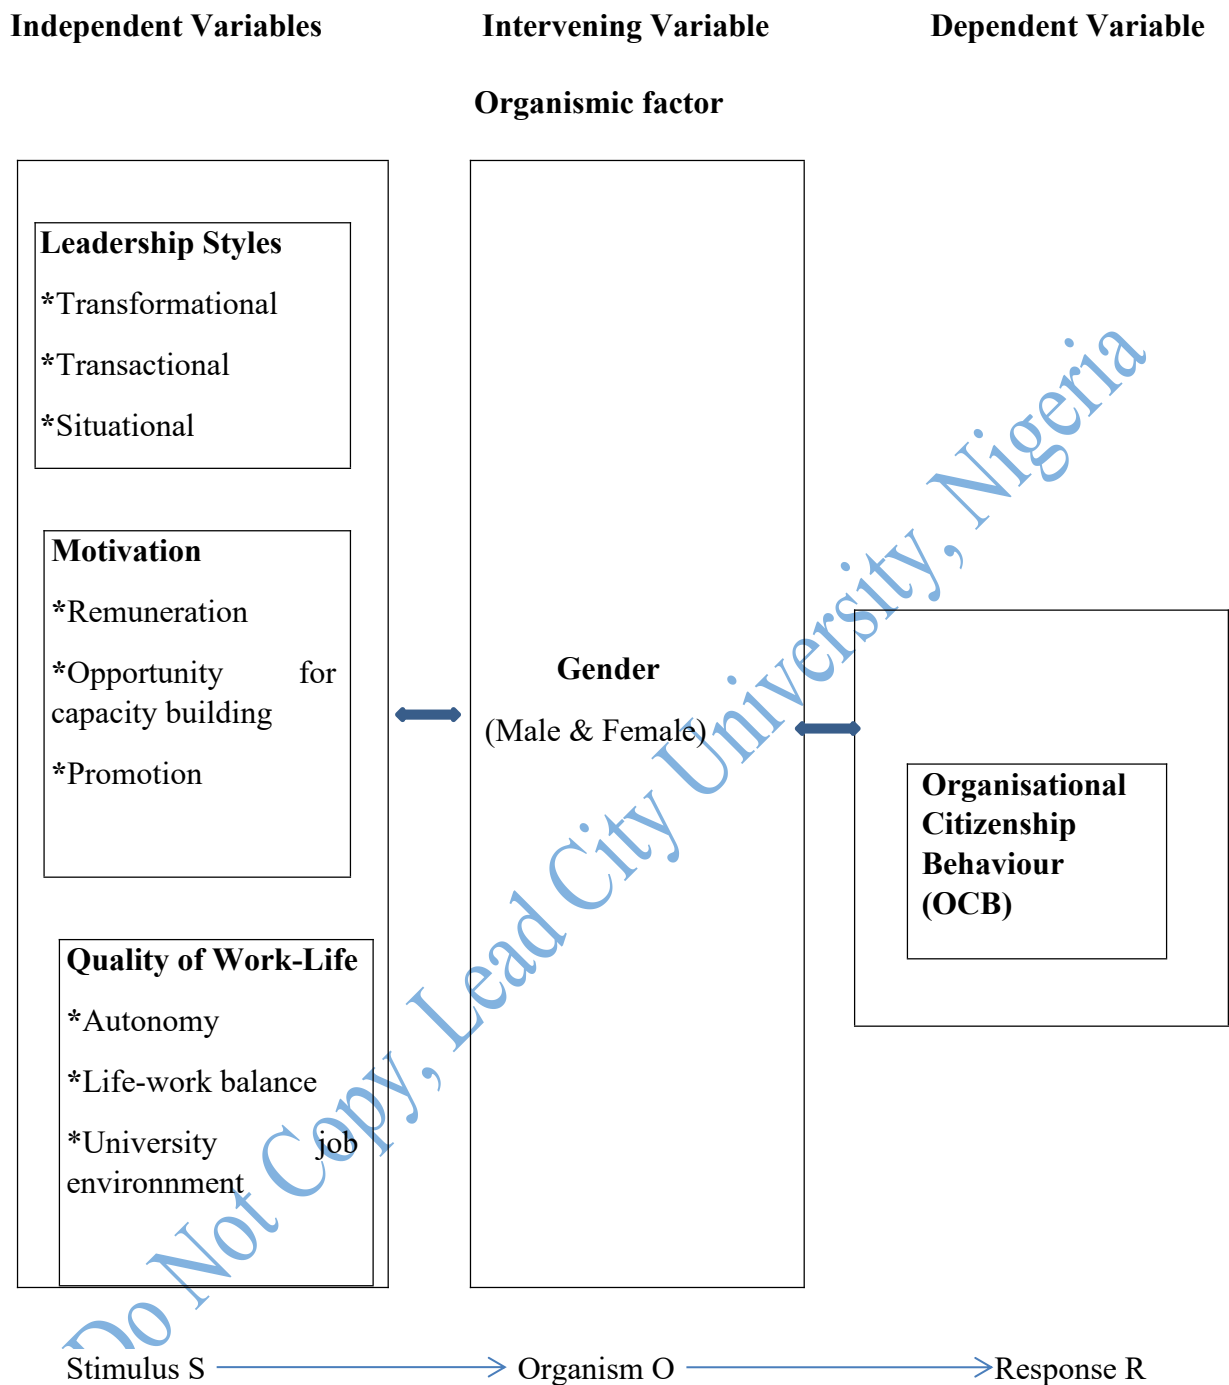 Independent Variables
Intervening Variable
Dependent Variable
Organismic factor
Leadership Styles
*Transformational
*Transactional
*Situational
Motivation
*Remuneration
*Opportunity for
capacity building
*Promotion
Quality of Work-Life
*Autonomy
*Life-work balance
*University job
environnment
Gender
(Male & Female)
Organisational
Citizenship
Behaviour
(OCB)
Stimulus S
Organism O
Response R
Do Not Copy, Lead City University, Nigeria